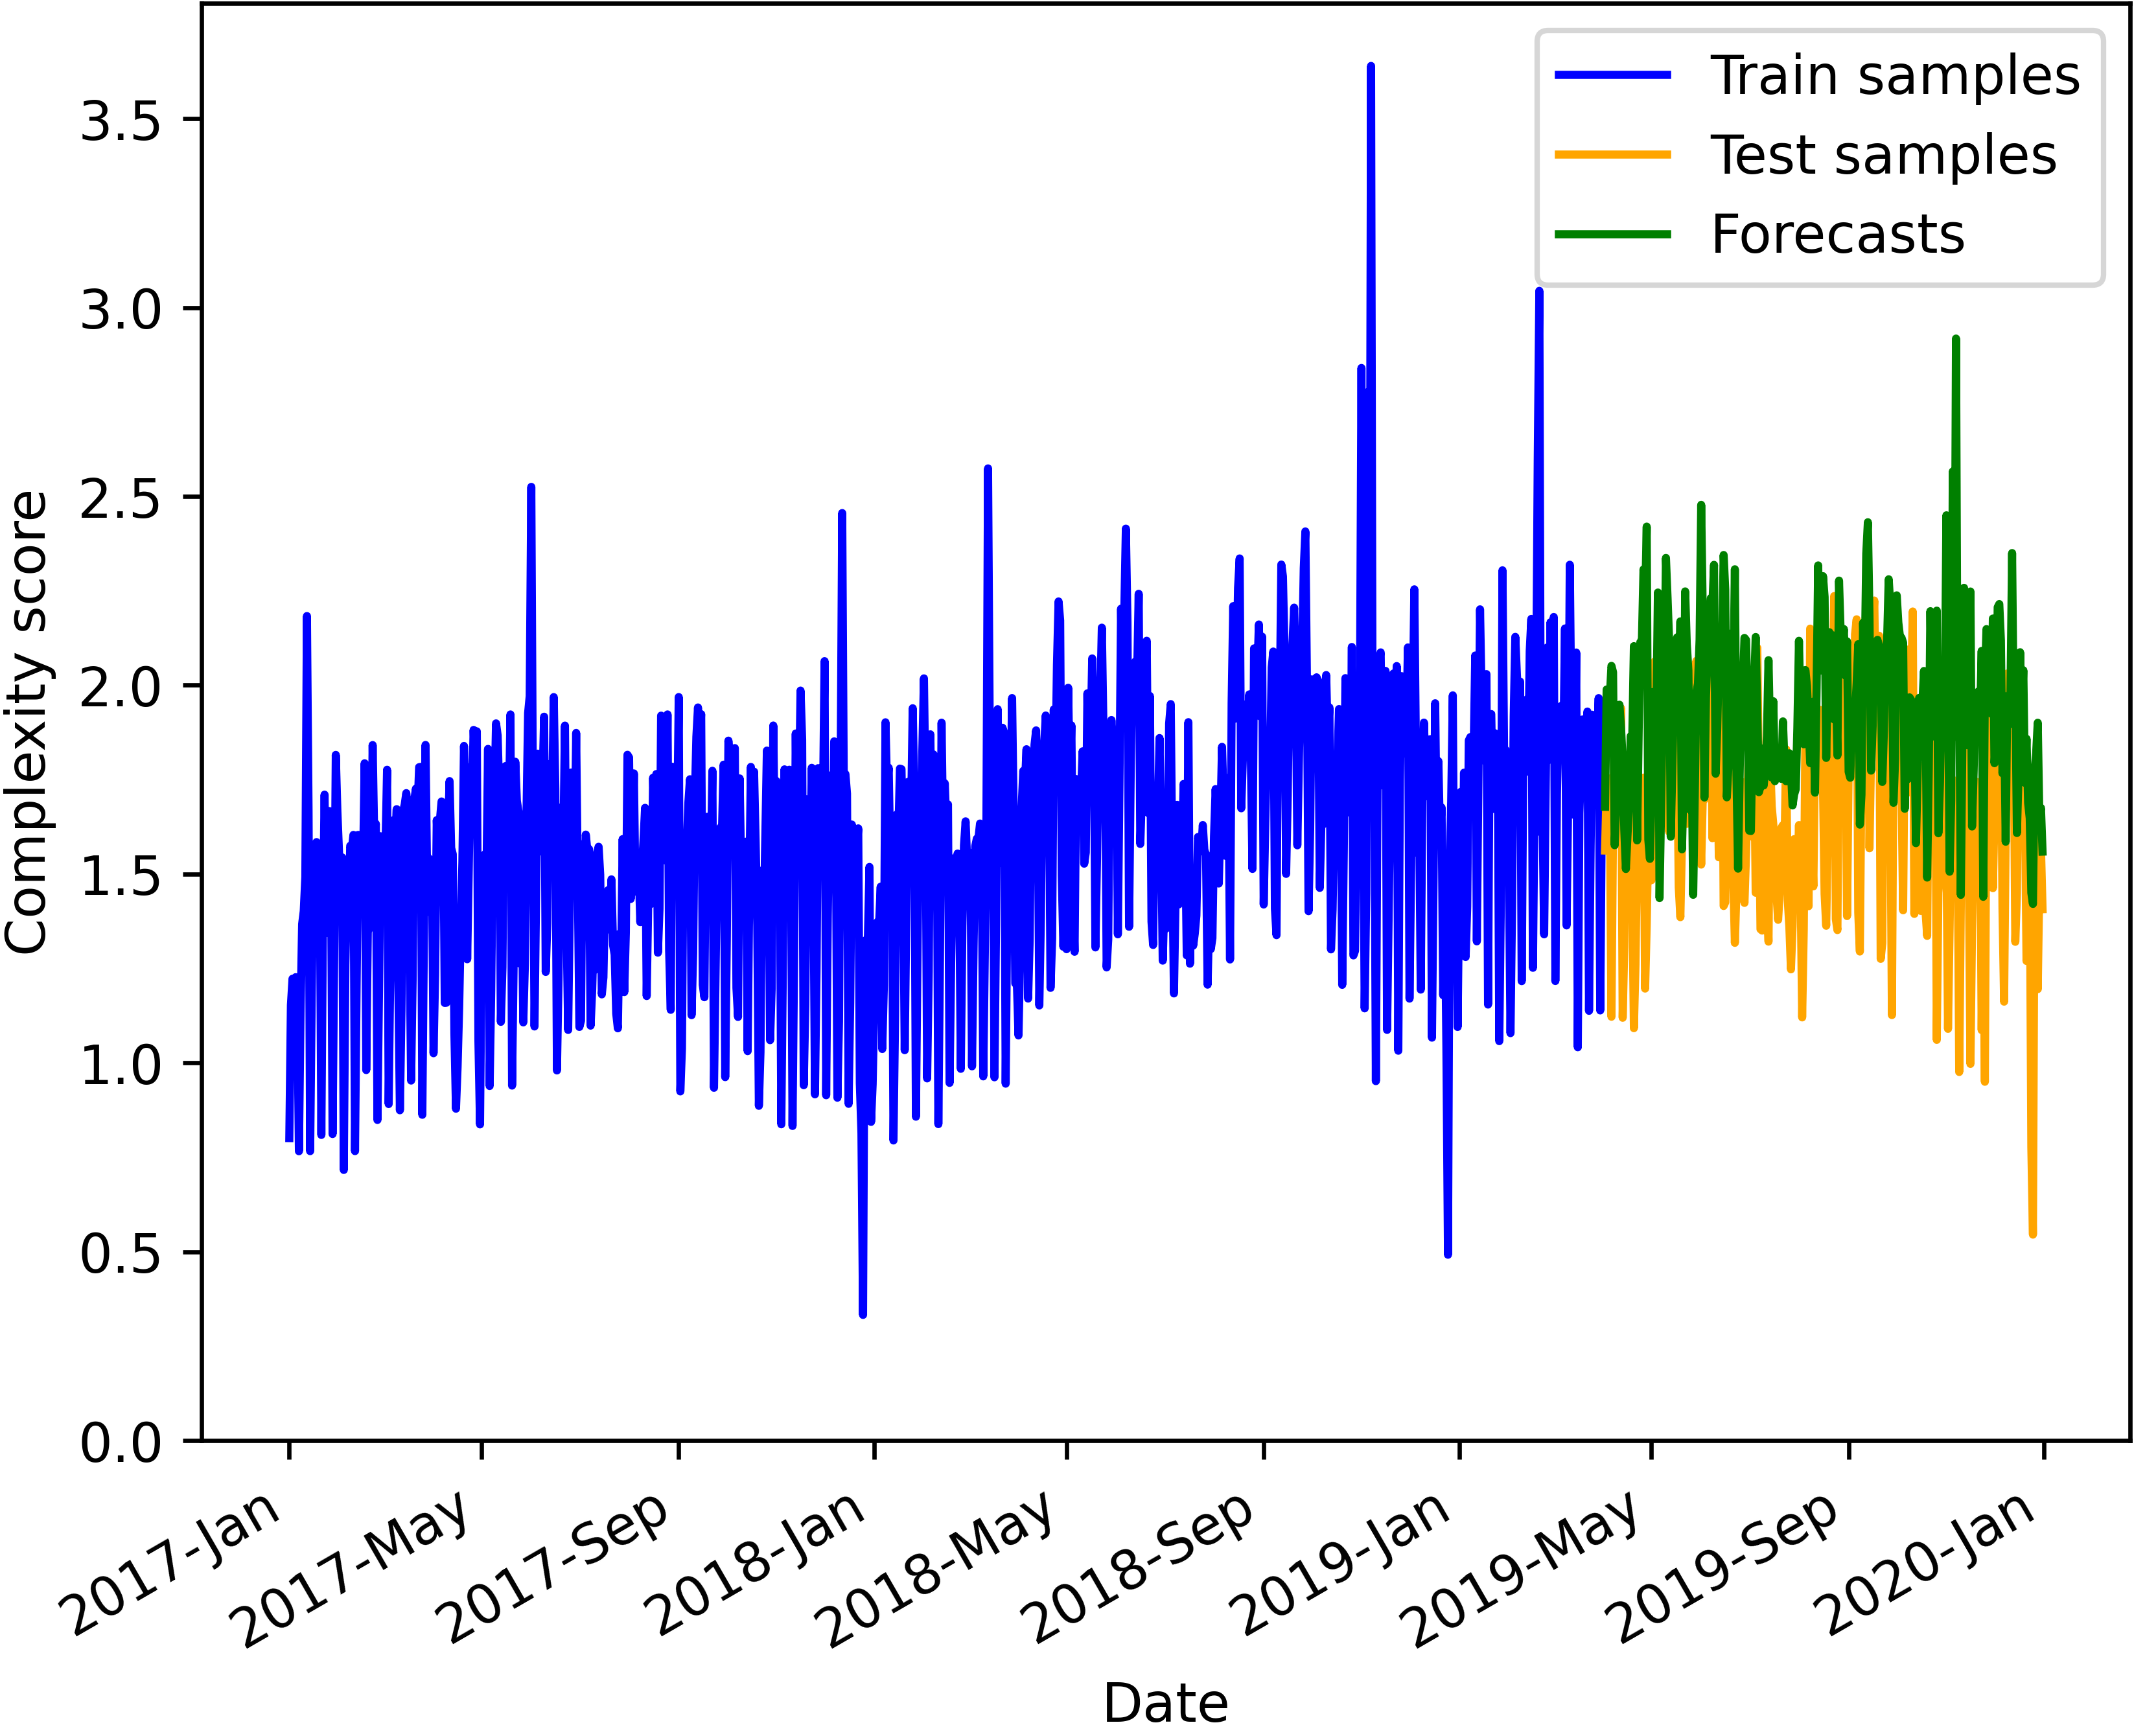 Train samples
Test samples
Forecasts
3.5
3.0
2.5
2.0
1.5
1.0
0.5
0.0
Complexity score
2017-Jan
2017-May
2017-Sep
2018-Jan
2018-May
2018-Sep
2019-Jan
2019-May
2019-Sep
2020-Jan
Date